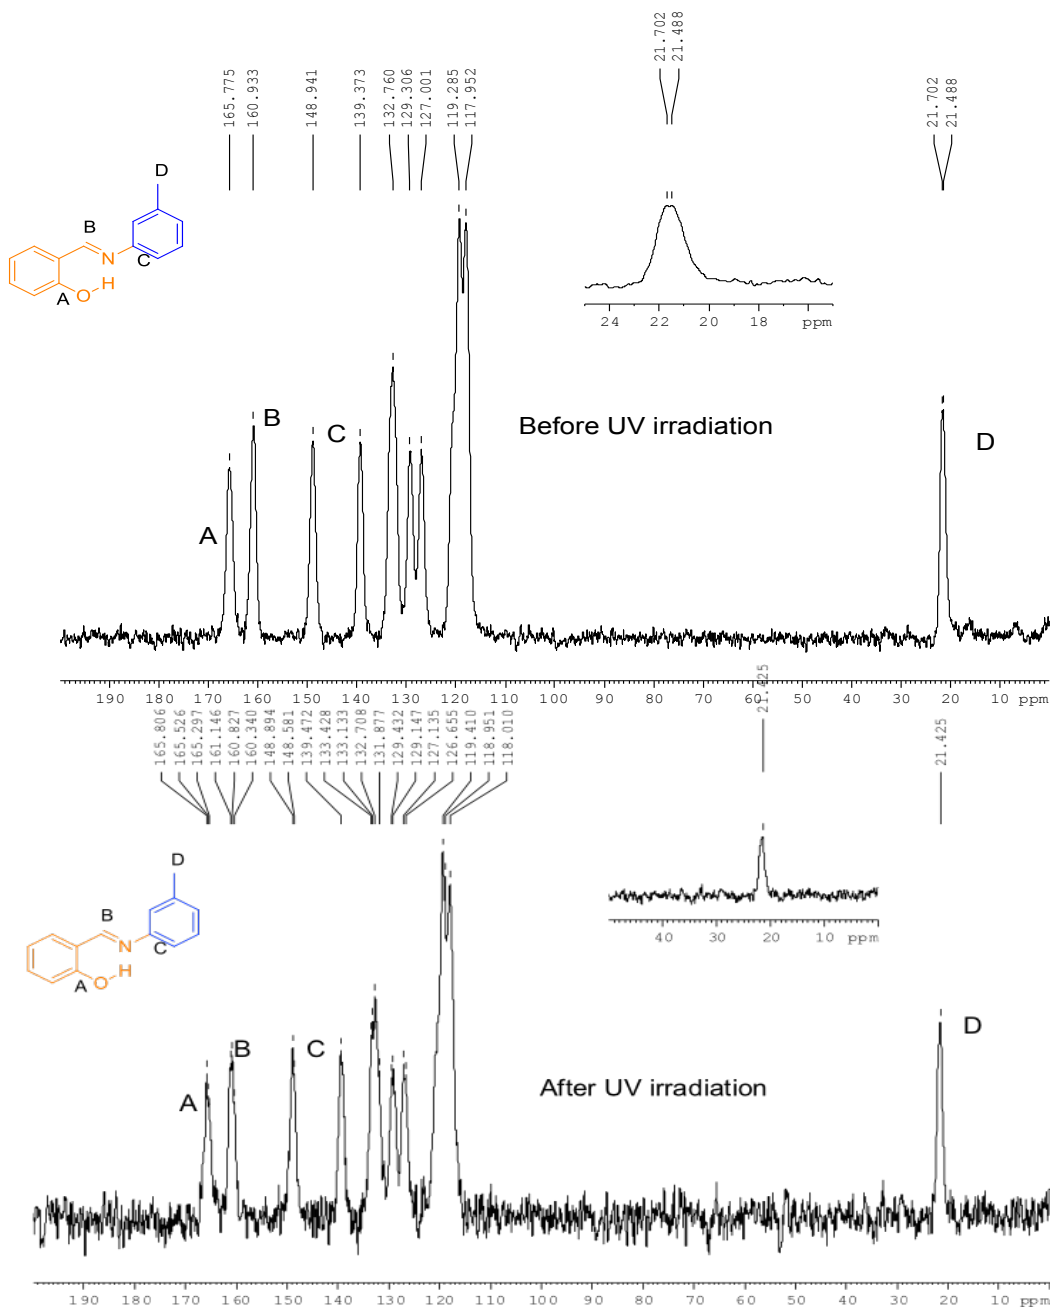 165.775
160.933
148.941
139.373
132.760
129.306
127.001
119.285
117.952
21.702
21.488
21.702
21.488
D
B
N
C
H
A
O
24 22 20 18 ppm
B
C
Before UV irradiation
D
A
190 180 170 160 150 140 130 120 110 100 90 80 70 60 50 40 30 20 10 ppm
165.806
165.526
165.297
161.146
160.827
160.340
148.894
148.581
139.472
133.428
133.133
132.708
131.877
129.432
129.147
127.135
126.655
119.410
118.951
118.010
21.425
21.425
D
B
N
C
H
A
O
40 30 20 10 ppm
B
C
D
A
After UV irradiation
190 180 170 160 150 140 130 120 110 100 90 80 70 60 50 40 30 20 10 ppm